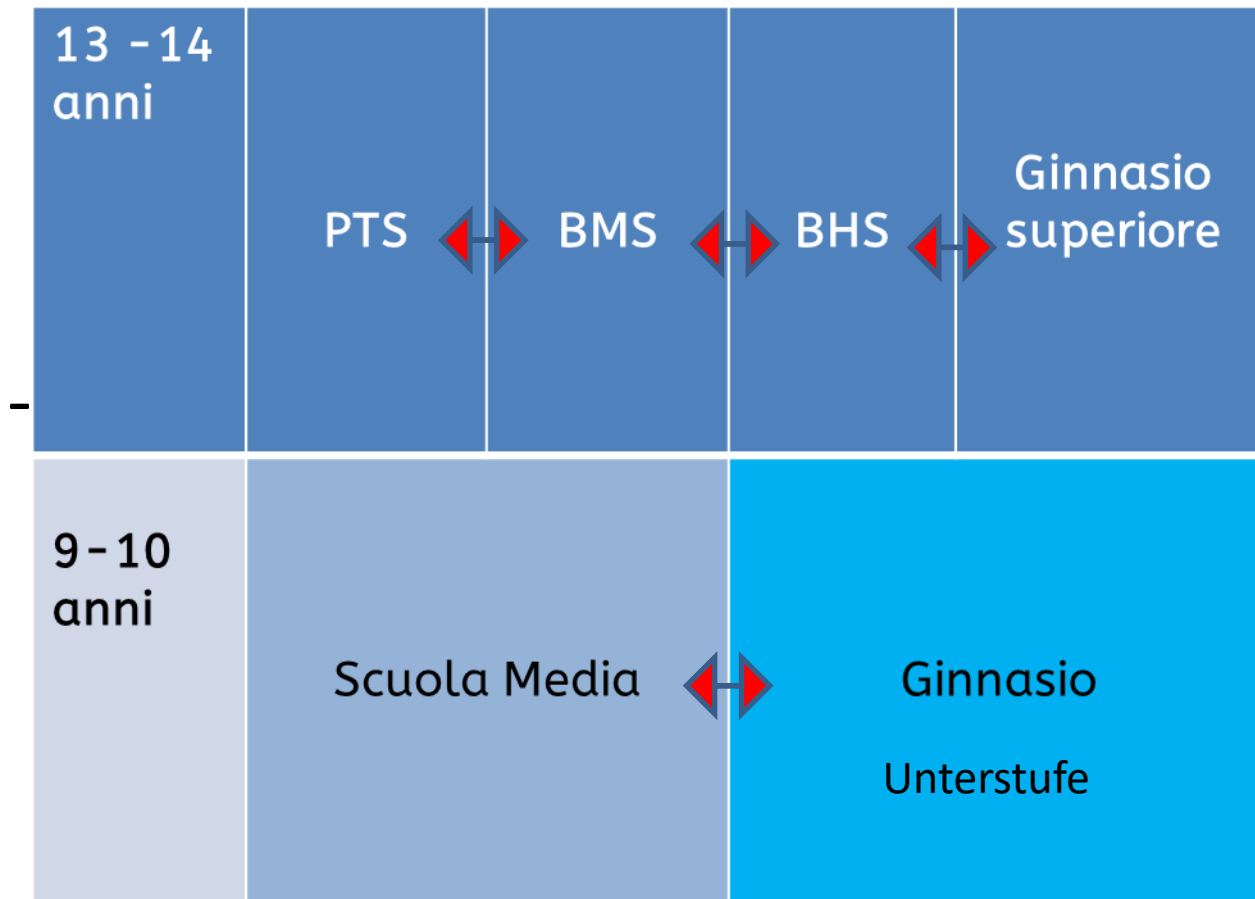 13 -14
anni
PTS
BMS
BHS
Ginnasio
superiore
-
9-10
anni
Scuola Media
Ginnasio
Unterstufe